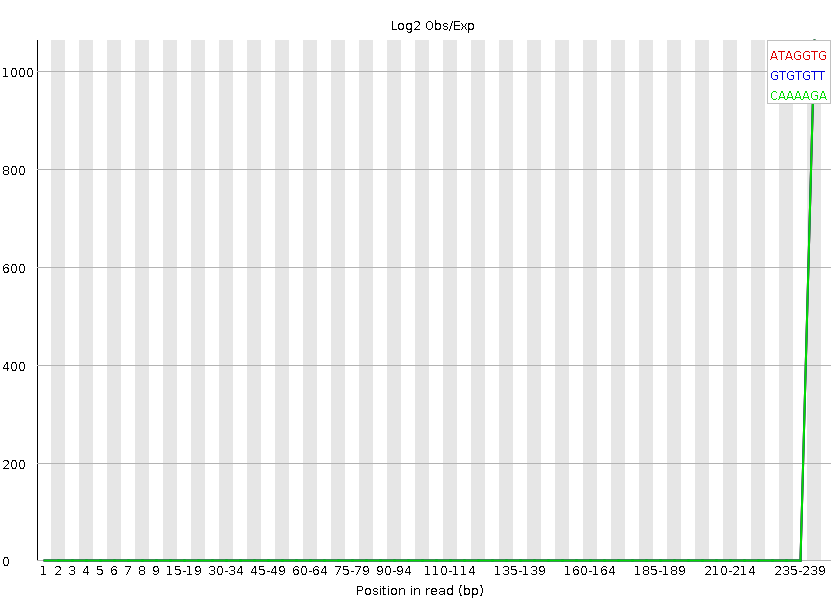 Log2 Obs/Exp
ATAGGTG
GTGTGTT
CAAAAGA
1000
800
600
400
200
0
1 2 3 4 5 6 7 8 9 15-19 30-34 45-49 60-64 75-79 90-94 110-114 135-139 160-164 185-189 210-214 235-239
Position in read (bp)